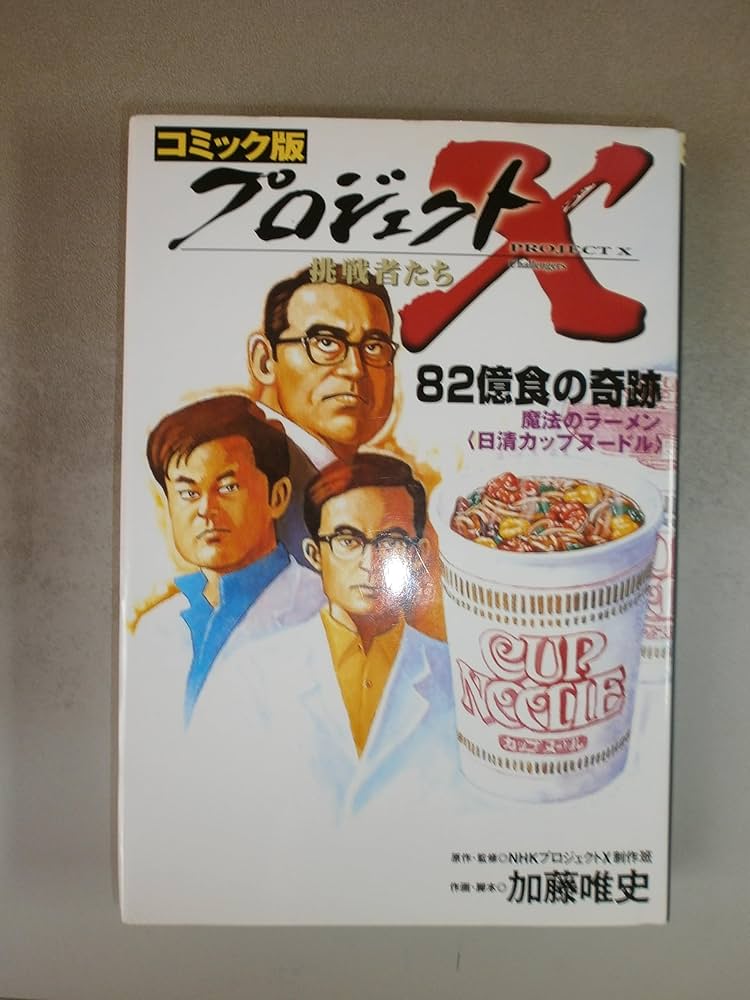 コミック版
プロジェクトX
PROJECT X
挑戦者たち
Challengers
82億食の奇跡
魔法のラーメン
〈日清カップヌードル〉
CUP
NOODLE
カップヌードル
原作・監修◎NHKプロジェクトX制作班
作画・脚本◎加藤唯史